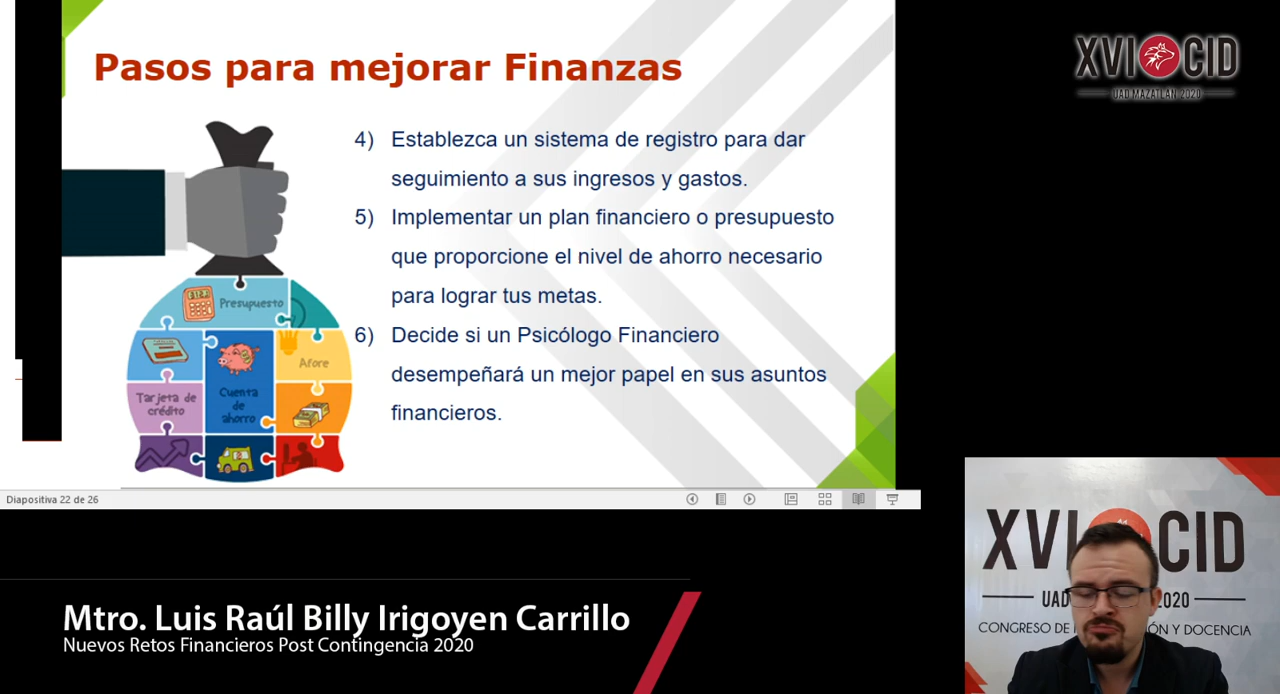 Pasos para mejorar Finanzas
4) Establezca un sistema de registro para dar
seguimiento a sus ingresos y gastos.
5) Implementar un plan financiero o presupuesto
que proporcione el nivel de ahorro necesario
para lograr tus metas.
6) Decide si un Psicólogo Financiero
desempeñará un mejor papel en sus asuntos
financieros.
Presupuesto
Afore
Tarjeta de
crédito
Cuenta
de
ahorro
Diapositiva 22 de 26
XVI CID
UAD MAZATLÁN 2020
XVI CID
UAD 2020
CONGRESO DE Y DOCENCIA
Mtro. Luis Raúl Billy Irigoyen Carrillo
Nuevos Retos Financieros Post Contingencia 2020